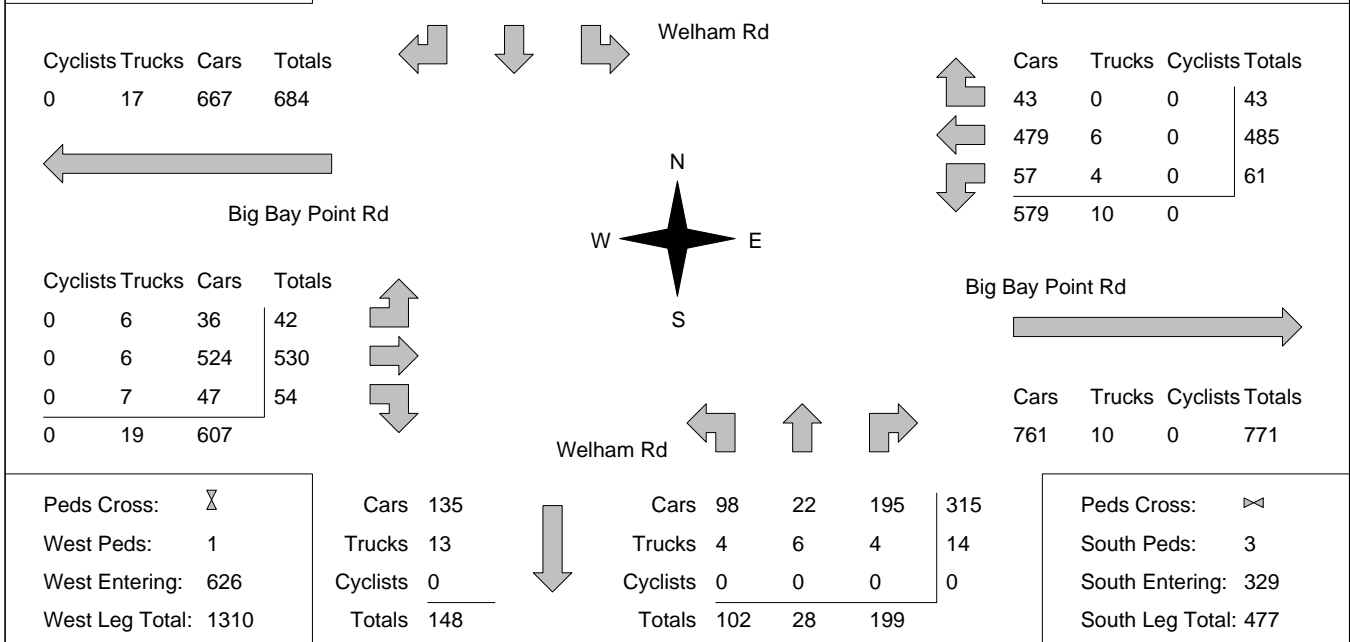 Welham Rd
Cyclists Trucks Cars Totals
0 17 667 684
Cars Trucks Cyclists Totals
43 0 0 43
479 6 0 485
57 4 0 61
579 10 0
Big Bay Point Rd
N
W E
S
Cyclists Trucks Cars Totals
0 6 36 42
0 6 524 530
0 7 47 54
0 19 607
Big Bay Point Rd
Cars Trucks Cyclists Totals
761 10 0 771
Welham Rd
Peds Cross:
West Peds: 1
West Entering: 626
West Leg Total: 1310
Cars 135
Trucks 13
Cyclists 0
Totals 148
Cars 98 22 195 315
Trucks 4 6 4 14
Cyclists 0 0 0 0
Totals 102 28 199
Peds Cross:
South Peds: 3
South Entering: 329
South Leg Total: 477